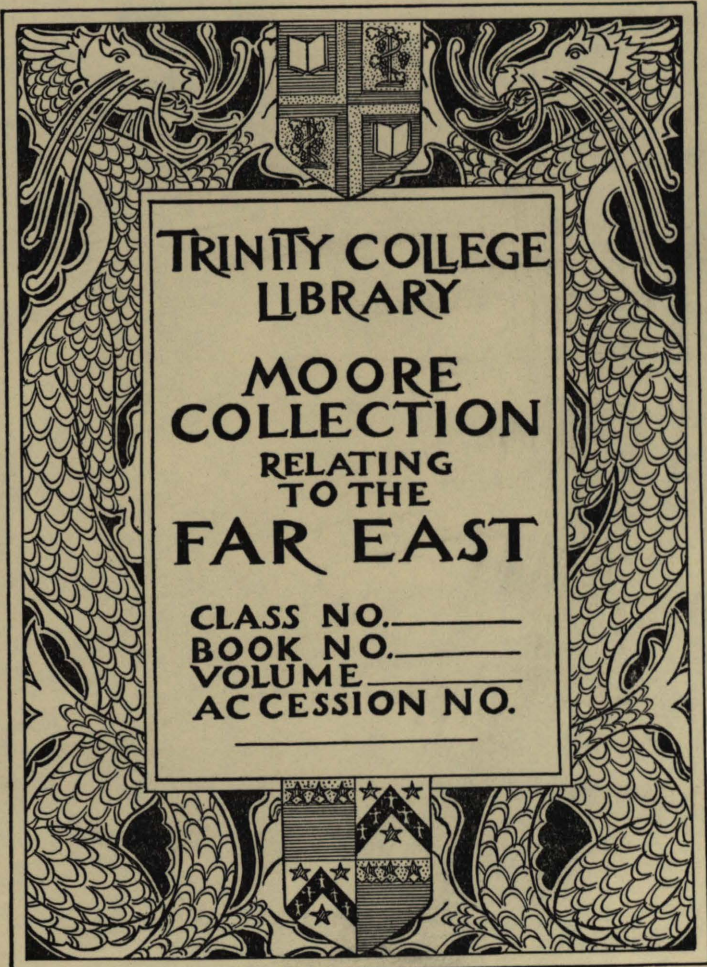 TRINITY COLLEGE
LIBRARY
MOORE
COLLECTION
RELATING
TO THE
FAR EAST
CLASS NO.
BOOK NO.
VOLUME
ACCESSION NO.